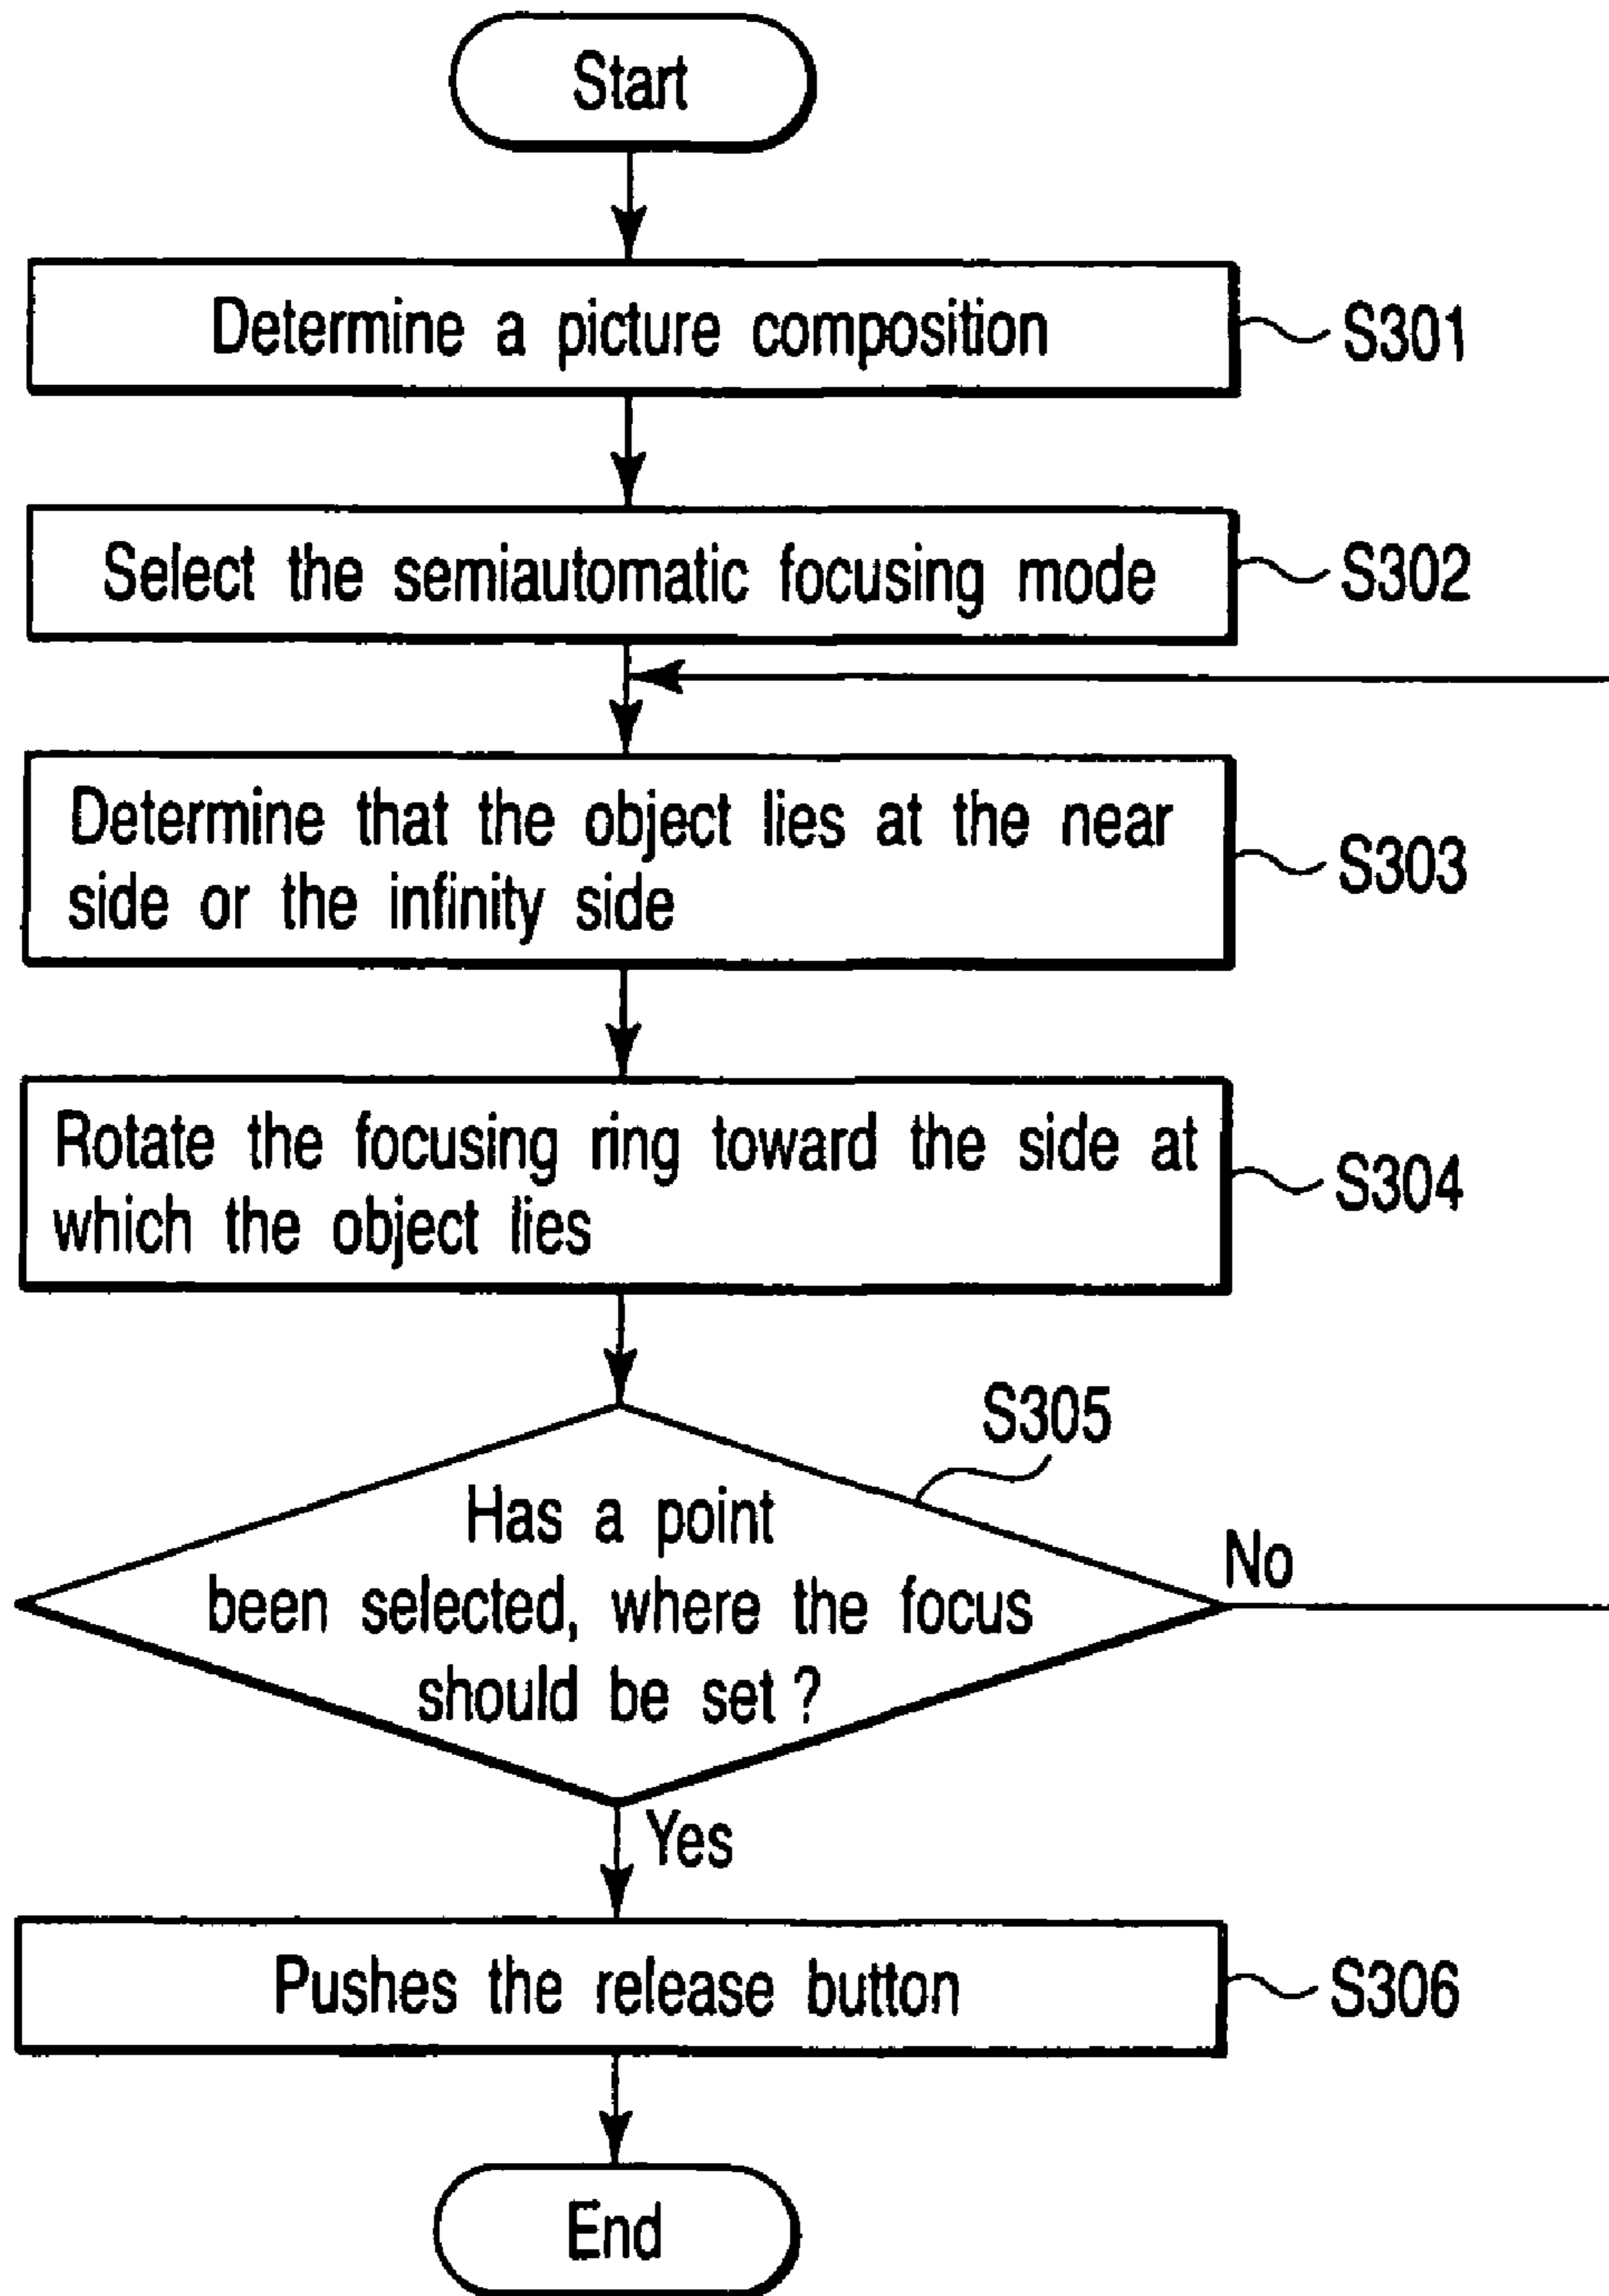 Start
Determine a picture composition
S301
Select the semiautomatic focusing mode
S302
Determine that the object lies at the near
side or the infinity side
S303
Rotate the focusing ring toward the side at
which the object lies
S304
S305
Has a point
been selected, where the focus
should be set ?
No
Yes
Pushes the release button
S306
End